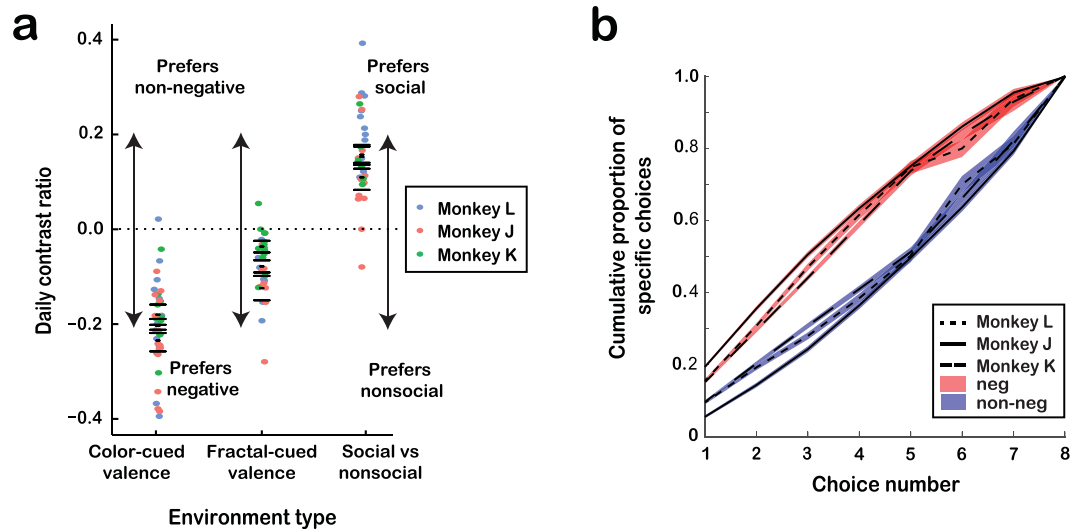 a
0.4
0.2
0.0
−0.2
−0.4
Daily contrast ratio
Prefers
non-negative
Prefers
social
Prefers
negative
Prefers
nonsocial
Monkey L
Monkey J
Monkey K
Color-cued
valence
Fractal-cued
valence
Social vs
nonsocial
Environment type
b
1.0
0.8
0.6
0.4
0.2
0
Cumulative proportion of
specific choices
Monkey L
Monkey J
Monkey K
neg
non-neg
1 2 3 4 5 6 7 8
Choice number